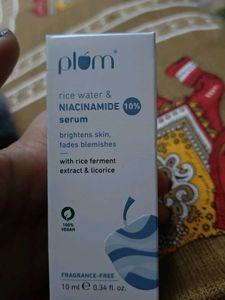 plúm
rice water &
NIACINAMIDE 10%
serum
brightens skin,
fades blemishes
with rice ferment
extract & licorice
100%
VEGAN
FRAGRANCE-FREE
10 ml ℮ 0.34 fl. oz.